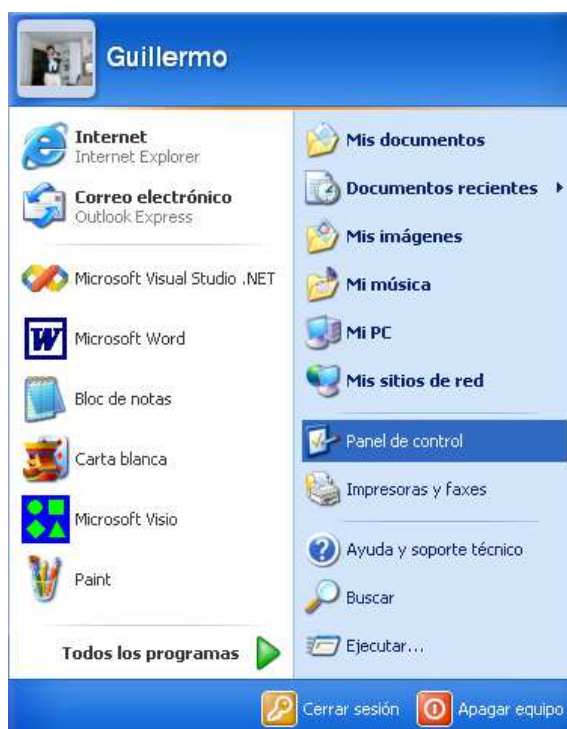 Guillermo
Internet
Internet Explorer
Correo electrónico
Outlook Express
Microsoft Visual Studio .NET
Microsoft Word
Bloc de notas
Carta blanca
Microsoft Visio
Paint
Todos los programas
Mis documentos
Documentos recientes
Mis imágenes
Mi música
Mi PC
Mis sitios de red
Panel de control
Impresoras y faxes
Ayuda y soporte técnico
Buscar
Ejecutar...
Cerrar sesión
Apagar equipo